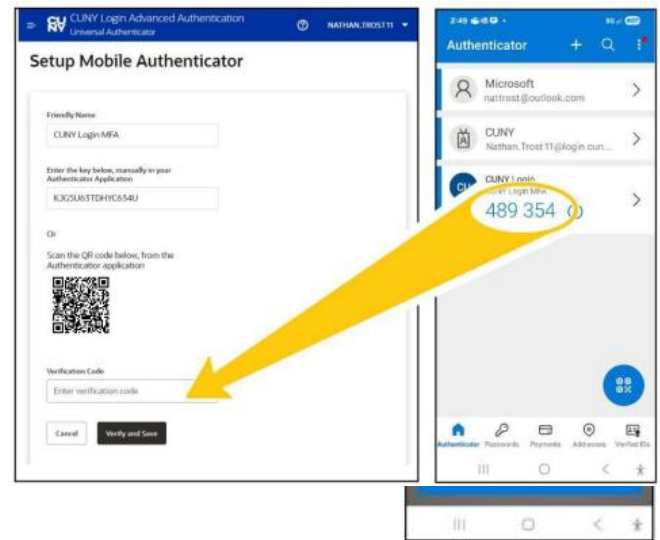 CUNY Login Advanced Authentication
Universal Authenticator
NATHAN.TROST11
Setup Mobile Authenticator
Friendly Name
CUNY Login MFA
Enter the key below, manually in your
Authenticator Application
KJG5U63TDHYC634U
Or
Scan the QR code below, from the
Authenticator application
Verification Code
Enter verification code
Cancel
Verify and Save
2:49
Authenticator
Microsoft
nattrost@outlook.com
CUNY
Nathan.Trost11@login.cun...
CUNY Login
CUNY Login MFA
489 354
Authenticator Passwords Payments Addresses Verified IDs